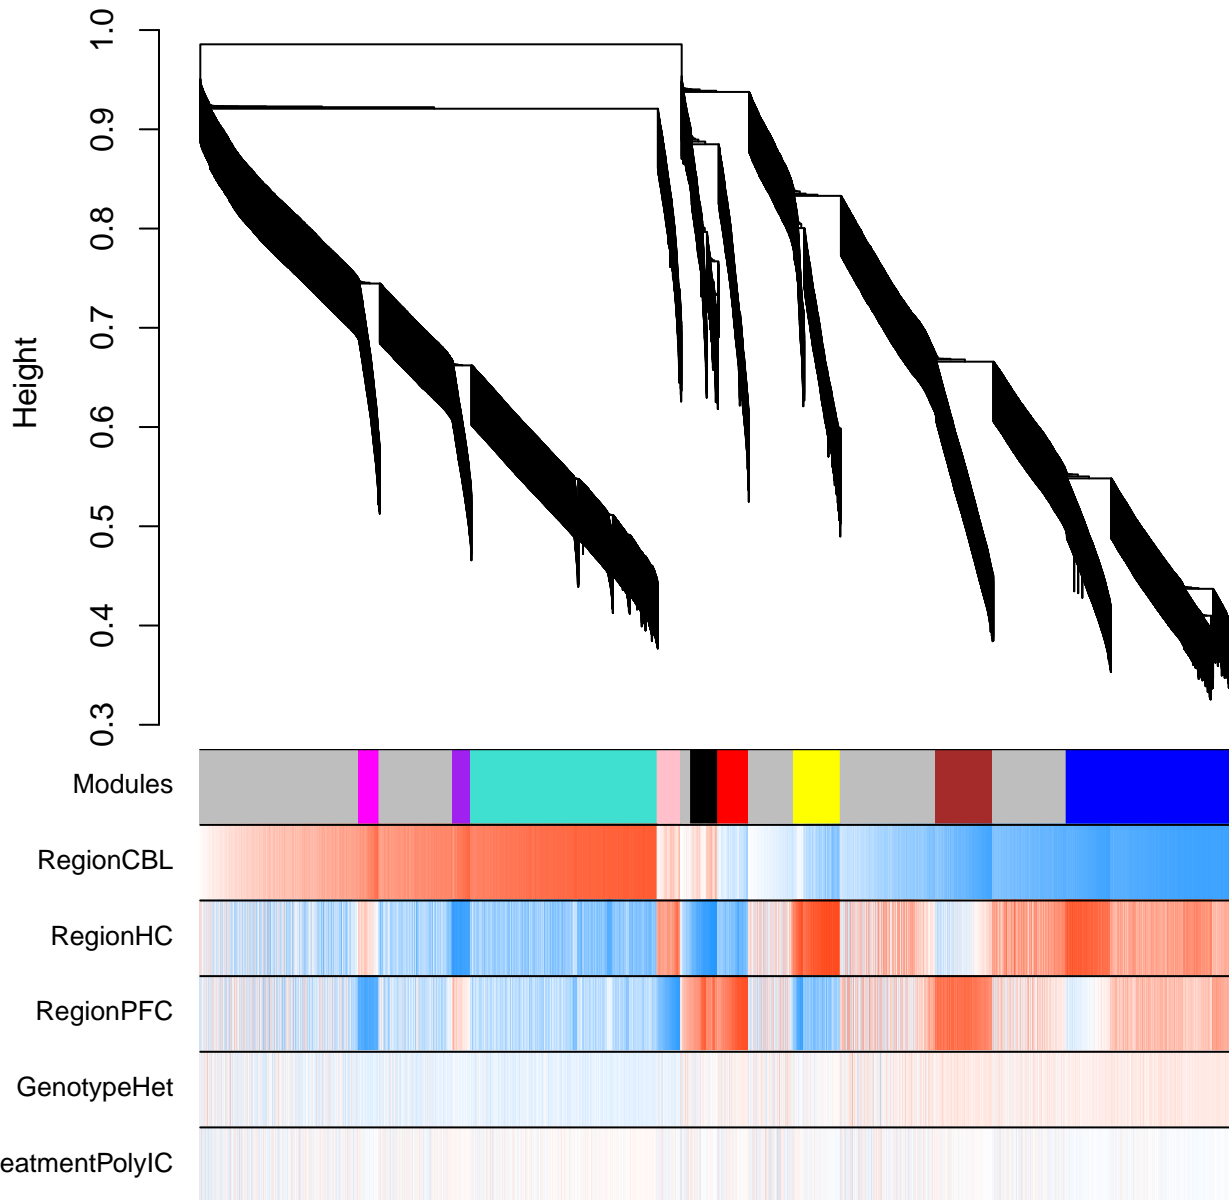 1.0
0.9
0.8
0.7
0.6
0.5
0.4
0.3
Height
Modules
RegionCBL
RegionHC
RegionPFC
GenotypeHet
eatmentPolyIC